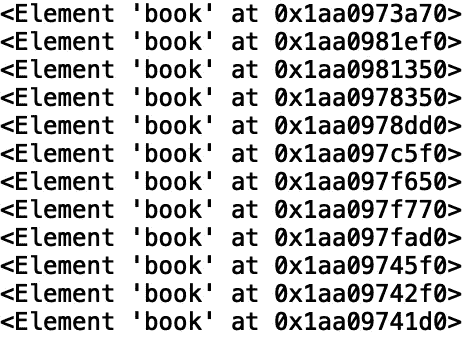 <Element 'book' at 0x1aa0973a70>
<Element 'book' at 0x1aa0981ef0>
<Element 'book' at 0x1aa0981350>
<Element 'book' at 0x1aa0978350>
<Element 'book' at 0x1aa0978dd0>
<Element 'book' at 0x1aa097c5f0>
<Element 'book' at 0x1aa097f650>
<Element 'book' at 0x1aa097f770>
<Element 'book' at 0x1aa097fad0>
<Element 'book' at 0x1aa09745f0>
<Element 'book' at 0x1aa09742f0>
<Element 'book' at 0x1aa09741d0>